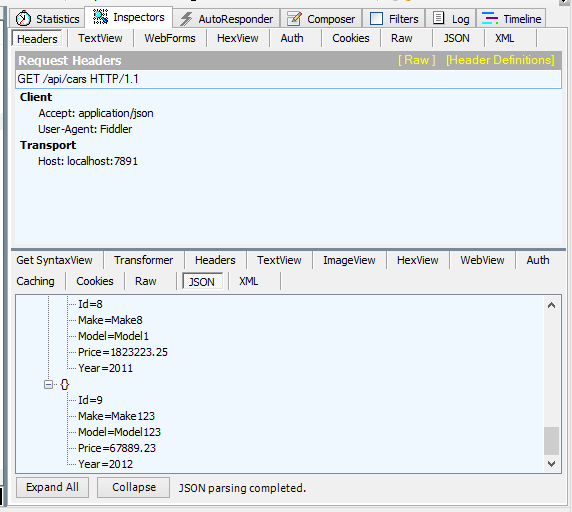 Statistics Inspectors AutoResponder Composer Filters Log Timeline
Headers TextView WebForms HexView Auth Cookies Raw JSON XML
Request Headers [ Raw ] [Header Definitions]
GET /api/cars HTTP/1.1
Client
Accept: application/json
User-Agent: Fiddler
Transport
Host: localhost:7891
Get SyntaxView Transformer Headers TextView ImageView HexView WebView Auth
Caching Cookies Raw JSON XML
Id=8
Make=Make8
Model=Model1
Price=1823223.25
Year=2011
{}
Id=9
Make=Make123
Model=Model123
Price=67889.23
Year=2012
Expand All Collapse JSON parsing completed.